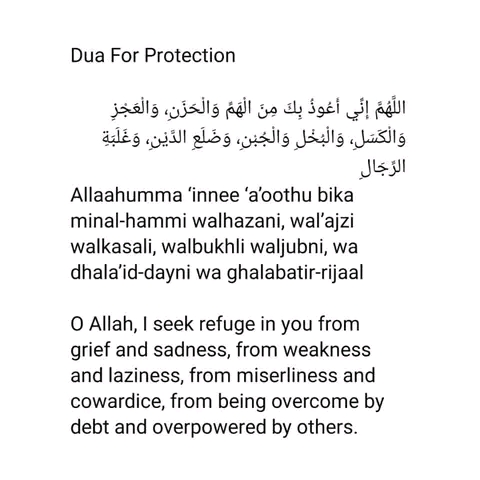 Dua For Protection
اللَّهُمَّ إِنَّي أعُوذُ بِكَ مِنَ الْهَمَّ وَالْحَزَنِ، وَالْعَجْزِ
وَالْكَسَلِ، وَالْبُخْلِ وَالْجُبْنِ، وَضَلَعِ الدَّيْنِ، وَغَلَبَةِ
الرَّجَالِ
Allaahumma ‘innee ‘a’oothu bika
minal-hammi walhazani, wal’ajzi
walkasali, walbukhli waljubni, wa
dhala’id-dayni wa ghalabatir-rijaal
O Allah, I seek refuge in you from
grief and sadness, from weakness
and laziness, from miserliness and
cowardice, from being overcome by
debt and overpowered by others.